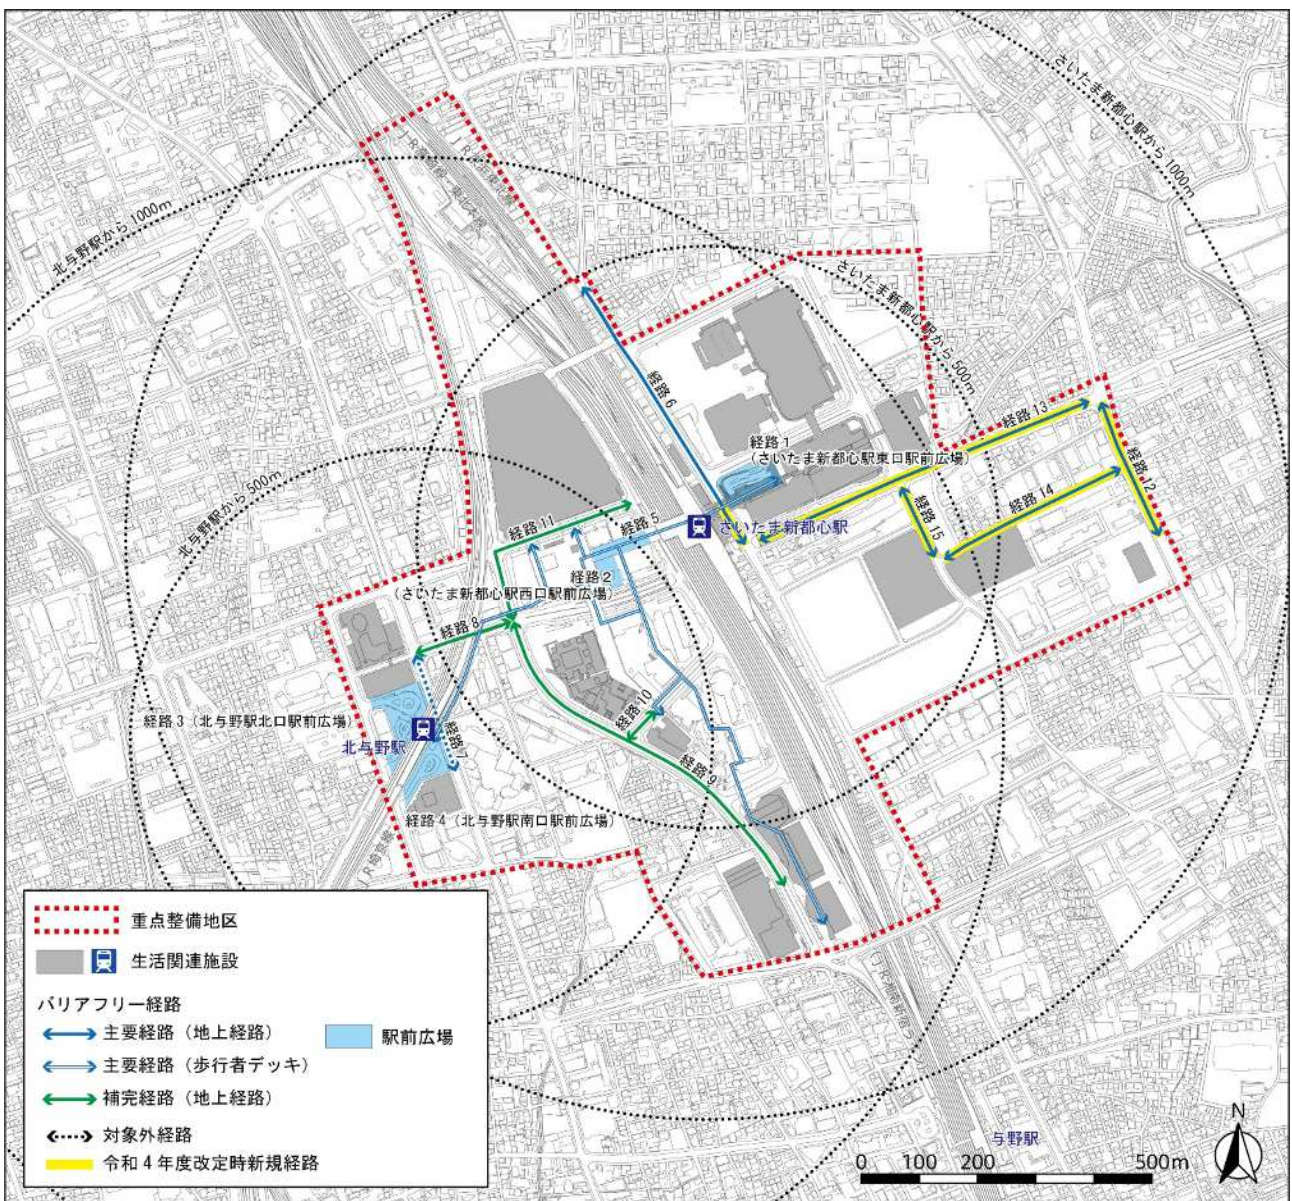 さいたま新都心駅から1000m
北与野駅から1000m
さいたま新都心駅から500m
経路6
経路13
経路1
(さいたま新都心駅東口駅前広場)
経路12
経路14
経路15
北与野駅から500m
経路11
経路5
さいたま新都心駅
経路2
(さいたま新都心駅西口駅前広場)
経路8
経路10
経路3(北与野駅北口駅前広場)
北与野駅
経路7
経路9
経路4(北与野駅南口駅前広場)
JR埼京線
重点整備地区
生活関連施設
バリアフリー経路
主要経路(地上経路)
駅前広場
主要経路(歩行者デッキ)
補完経路(地上経路)
対象外経路
令和4年度改定時新規経路
与野駅
N
0 100 200 500m